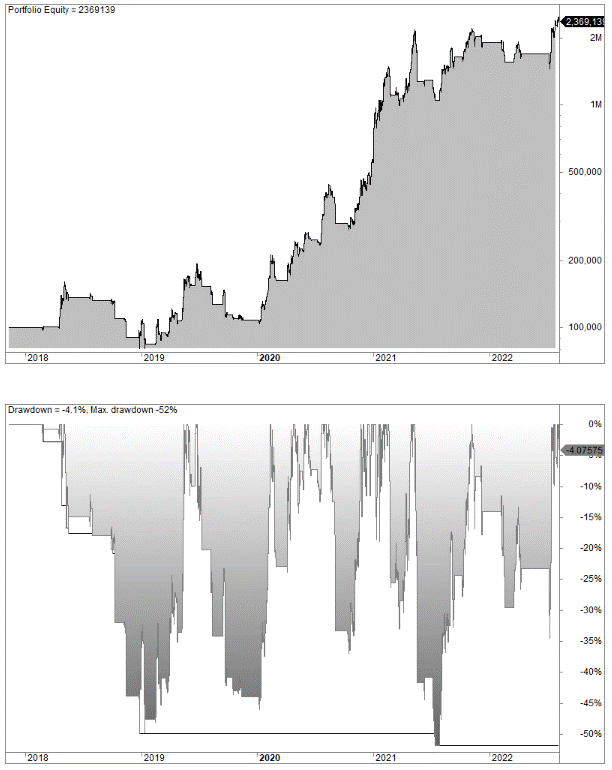 Portfolio Equity = 2369139
2,369,139
2M
1M
500,000
200,000
100,000
2018 2019 2020 2021 2022
Drawdown = -4.1%, Max. drawdown -52%
0%
-4.07575
-5%
-10%
-15%
-20%
-25%
-30%
-35%
-40%
-45%
-50%
2018 2019 2020 2021 2022